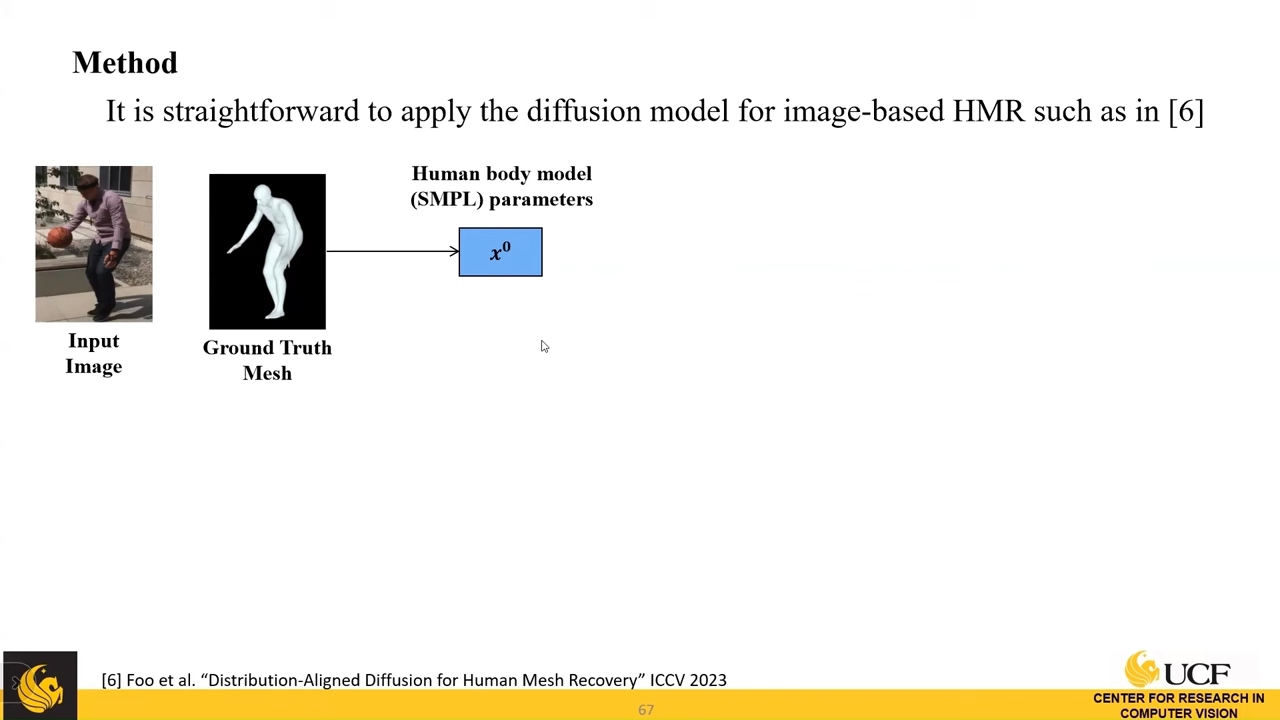 Method
It is straightforward to apply the diffusion model for image-based HMR such as in [6]
Human body model
(SMPL) parameters
x⁰
Input
Image
Ground Truth
Mesh
[6] Foo et al. “Distribution-Aligned Diffusion for Human Mesh Recovery” ICCV 2023
67
UCF
CENTER FOR RESEARCH IN
COMPUTER VISION